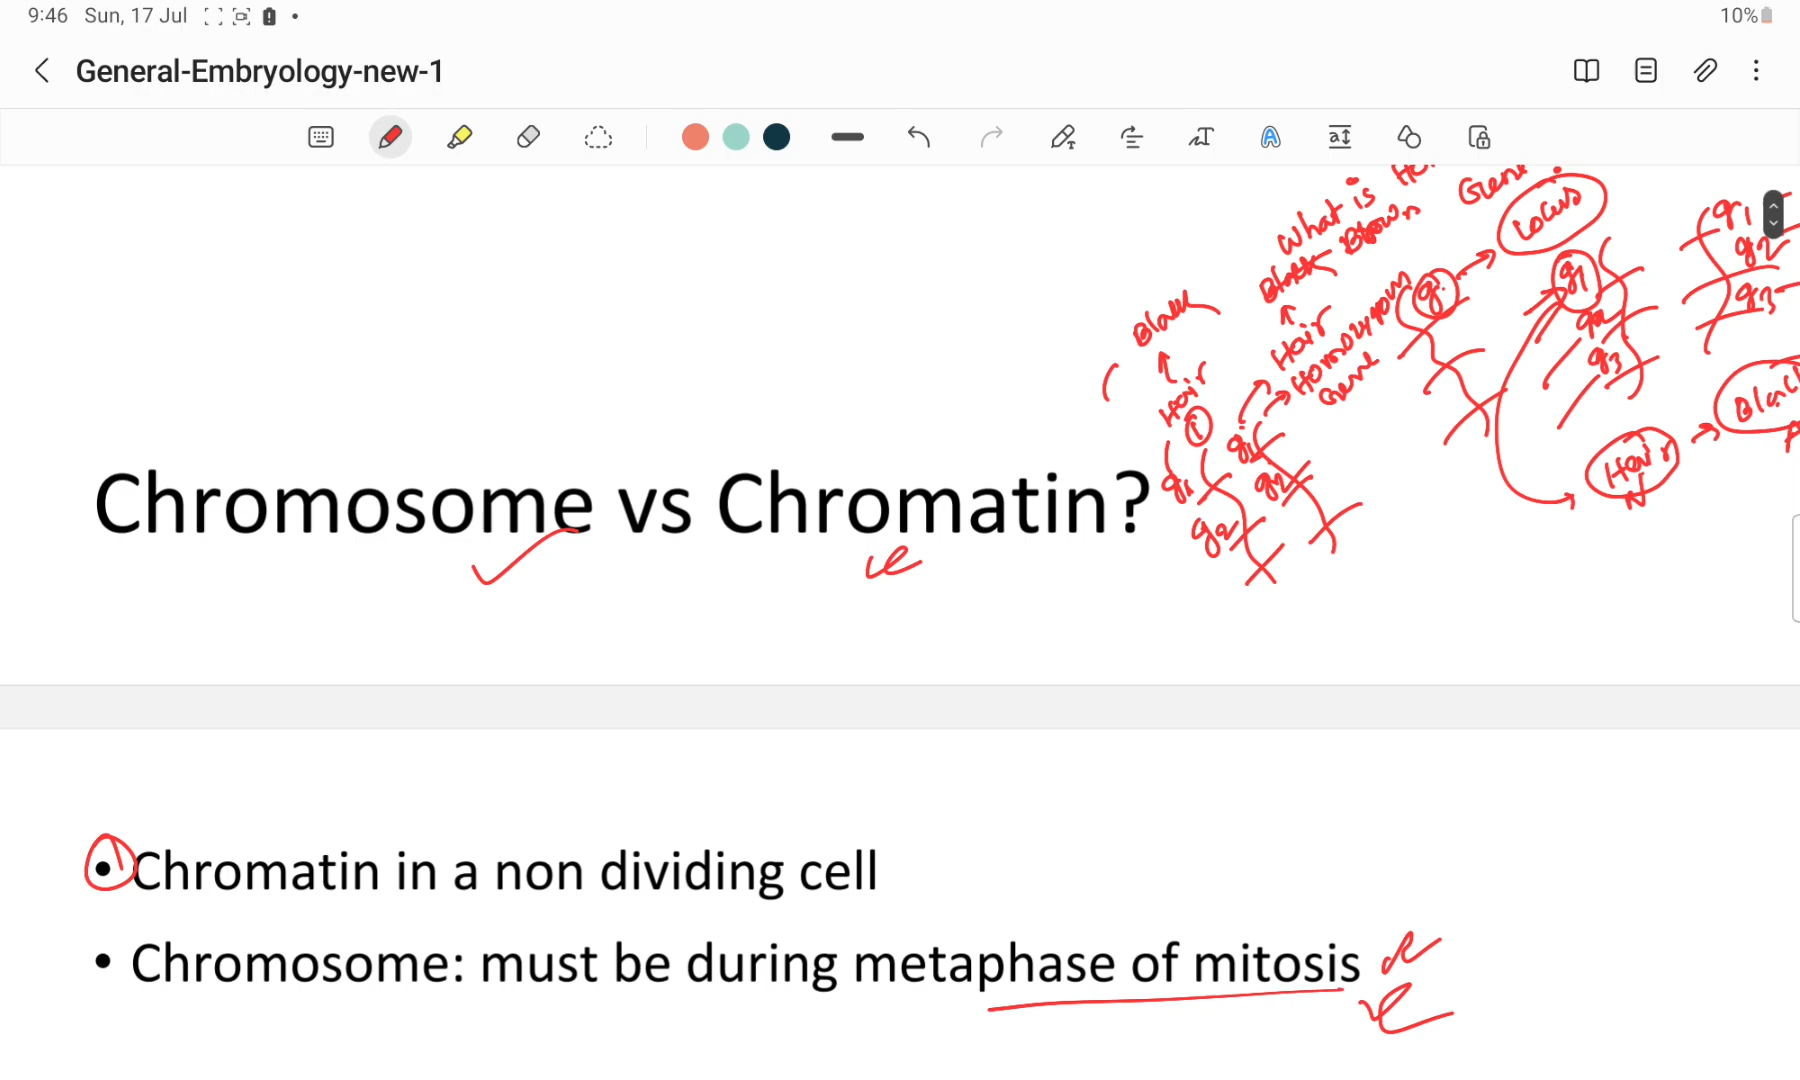 9:46 Sun, 17 Jul
10%
General-Embryology-new-1
What is
Black Brown
Gene
Locus
g1
g2
g3
Black
Hair
Hair
Homozygous
Gene
g1
g2
g1
g2
g1
g3
Hair
Black
Chromosome vs Chromatin?
• Chromatin in a non dividing cell
• Chromosome: must be during metaphase of mitosis